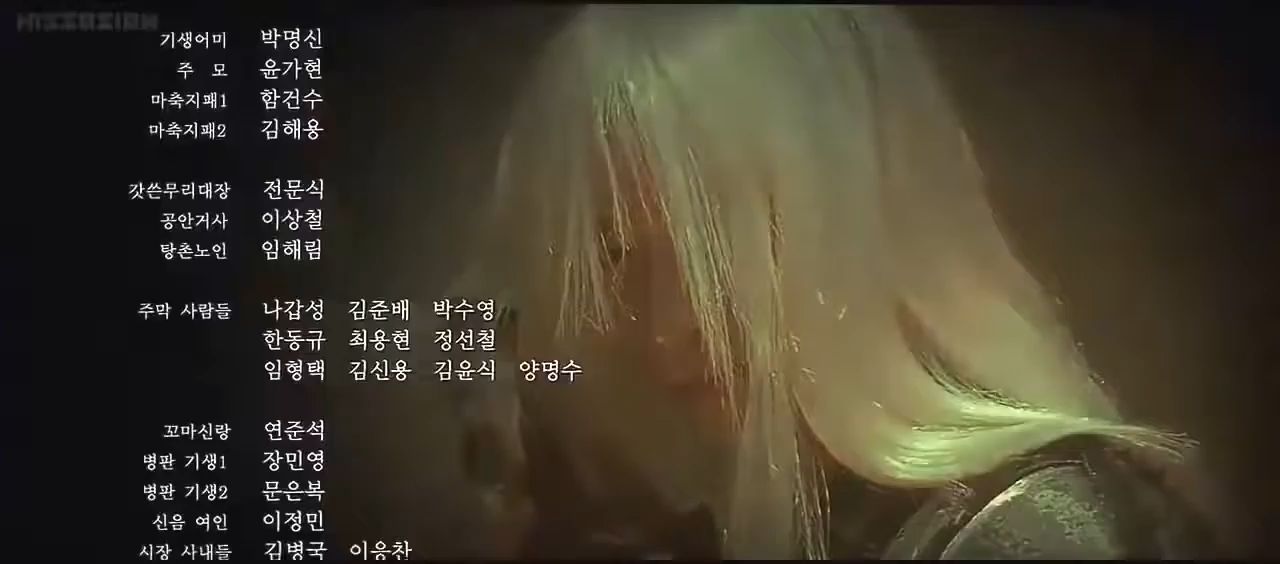 기생어미 박명신
주 모 윤가현
마축지패1 함건수
마축지패2 김해용
갓쓴무리대장 전문식
공안거사 이상철
탕촌노인 임해림
주막 사람들 나갑성 김준배 박수영
한동규 최용현 정선철
임형택 김신용 김윤식 양명수
꼬마신랑 연준석
병판 기생1 장민영
병판 기생2 문은복
신음 여인 이정민
시장 사내들 김병국 이응찬